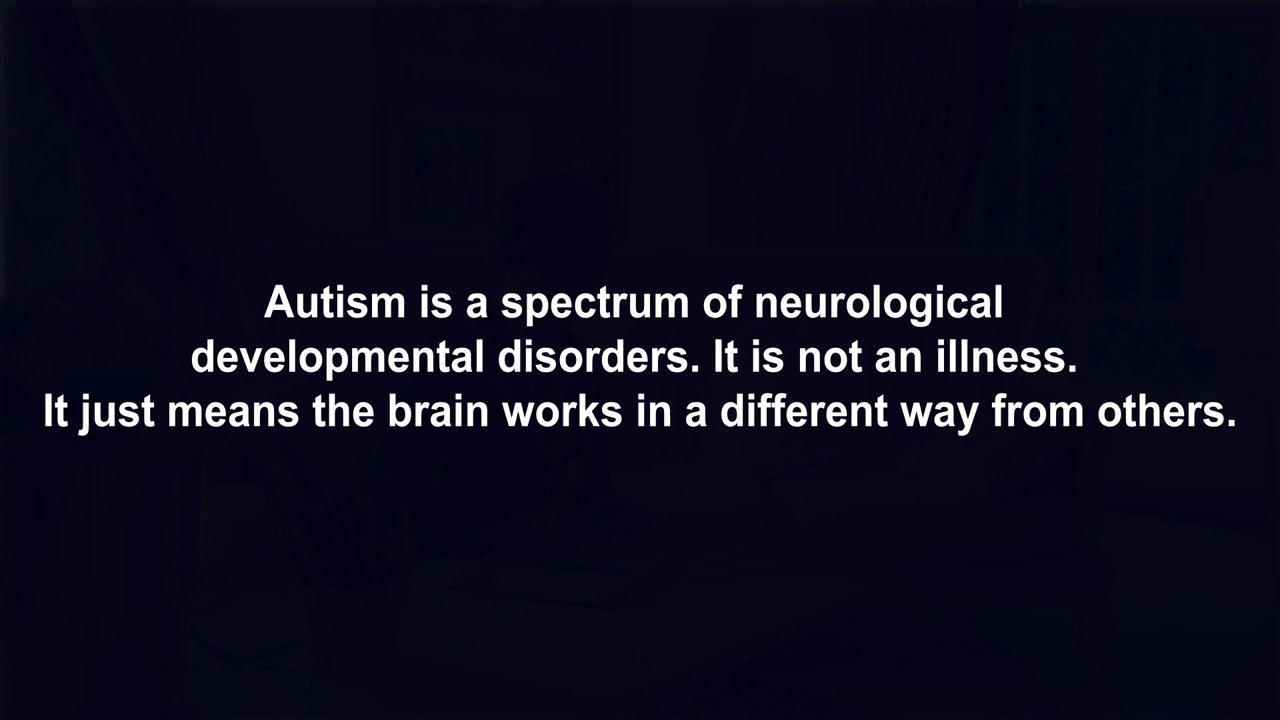 Autism is a spectrum of neurological
developmental disorders. It is not an illness.
It just means the brain works in a different way from others.